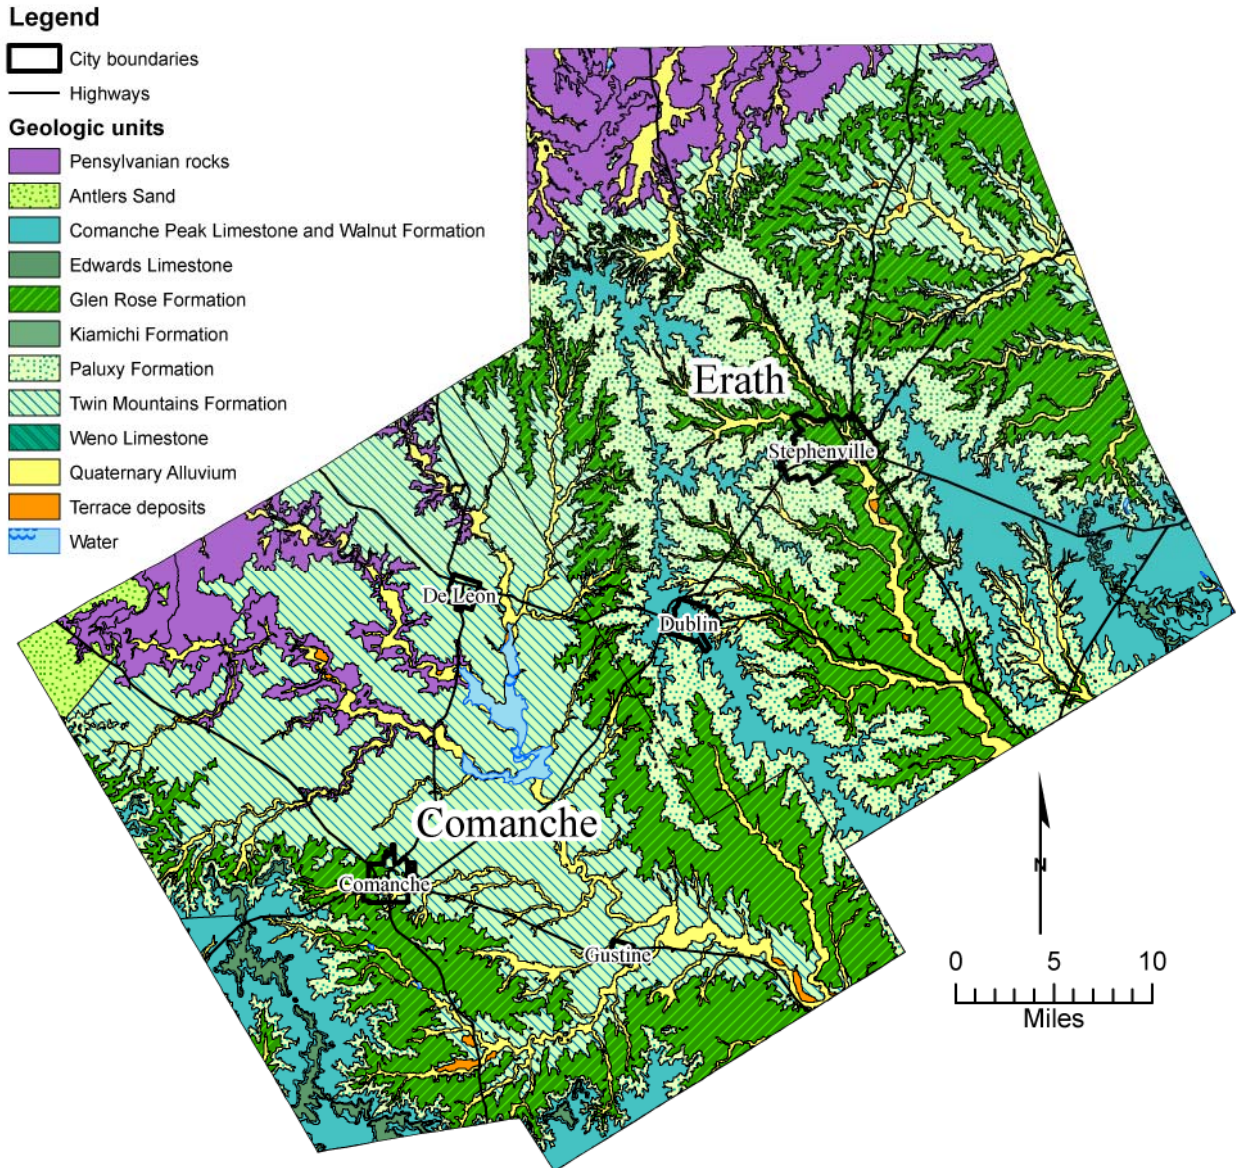 Legend
City boundaries
Highways
Geologic units
Pensylvanian rocks
Antlers Sand
Comanche Peak Limestone and Walnut Formation
Edwards Limestone
Glen Rose Formation
Kiamichi Formation
Paluxy Formation
Twin Mountains Formation
Weno Limestone
Quaternary Alluvium
Terrace deposits
Water
Erath
Stephenville
De Leon
Dublin
Comanche
Comanche
Gustine
N
0 5 10
Miles